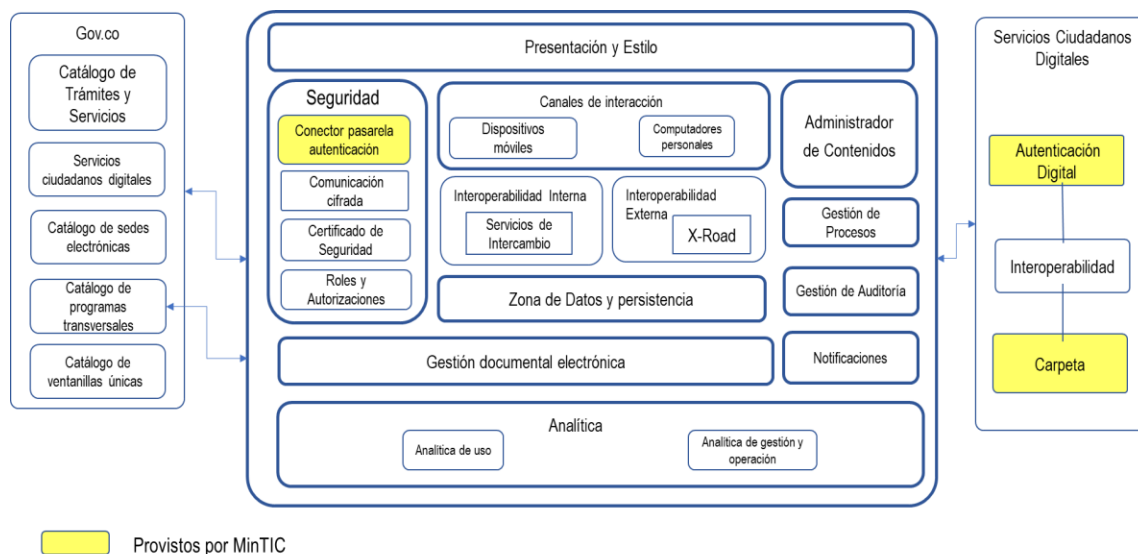 Gov.co
Catálogo de
Trámites y
Servicios
Servicios
ciudadanos digitales
Catálogo de sedes
electrónicas
Catálogo de
programas
transversales
Catálogo de
ventanillas únicas
Presentación y Estilo
Seguridad
Conector pasarela
autenticación
Comunicación
cifrada
Certificado de
Seguridad
Roles y
Autorizaciones
Canales de interacción
Dispositivos
móviles
Computadores
personales
Interoperabilidad Interna
Servicios de
Intercambio
Interoperabilidad
Externa
X-Road
Zona de Datos y persistencia
Gestión documental electrónica
Administrador
de Contenidos
Gestión de
Procesos
Gestión de Auditoría
Notificaciones
Analítica
Analítica de uso
Analítica de gestión y
operación
Servicios Ciudadanos
Digitales
Autenticación
Digital
Interoperabilidad
Carpeta
Provistos por MinTIC